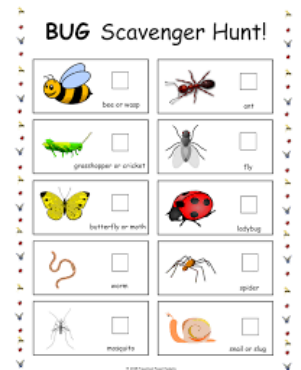 BUG Scavenger Hunt!
bee or wasp
ant
grasshopper or cricket
fly
butterfly or moth
ladybug
worm
spider
mosquito
snail or slug